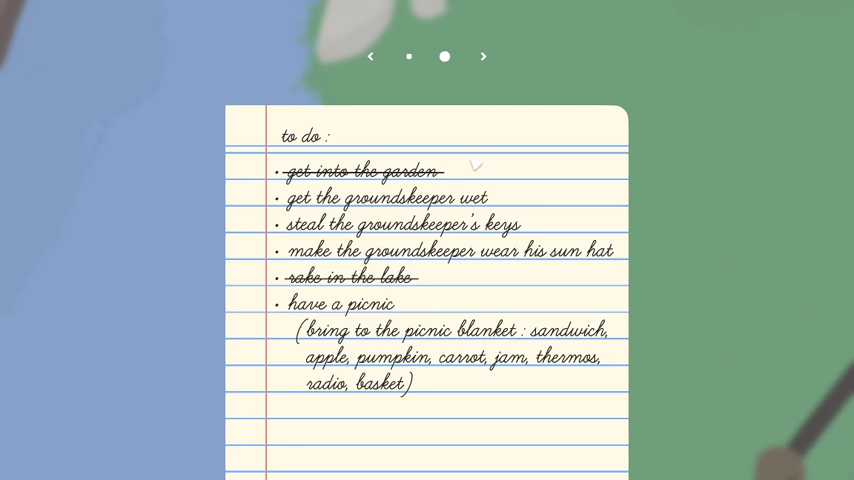 to do :
• get into the garden
• get the groundskeeper wet
• steal the groundskeeper's keys
• make the groundskeeper wear his sun hat
• rake in the lake
• have a picnic
(bring to the picnic blanket : sandwich,
apple, pumpkin, carrot, jam, thermos,
radio, basket)